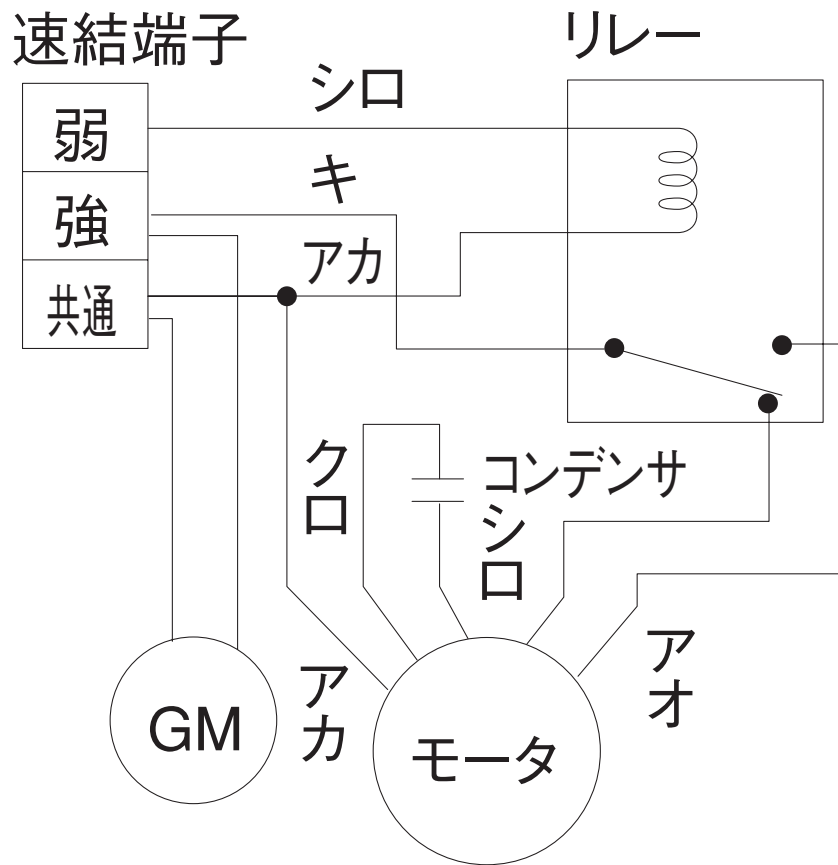 速結端子
リレー
シロ
弱
キ
強
アカ
共通
クロ
コンデンサ
シロ
アカ
アオ
GM
モータ